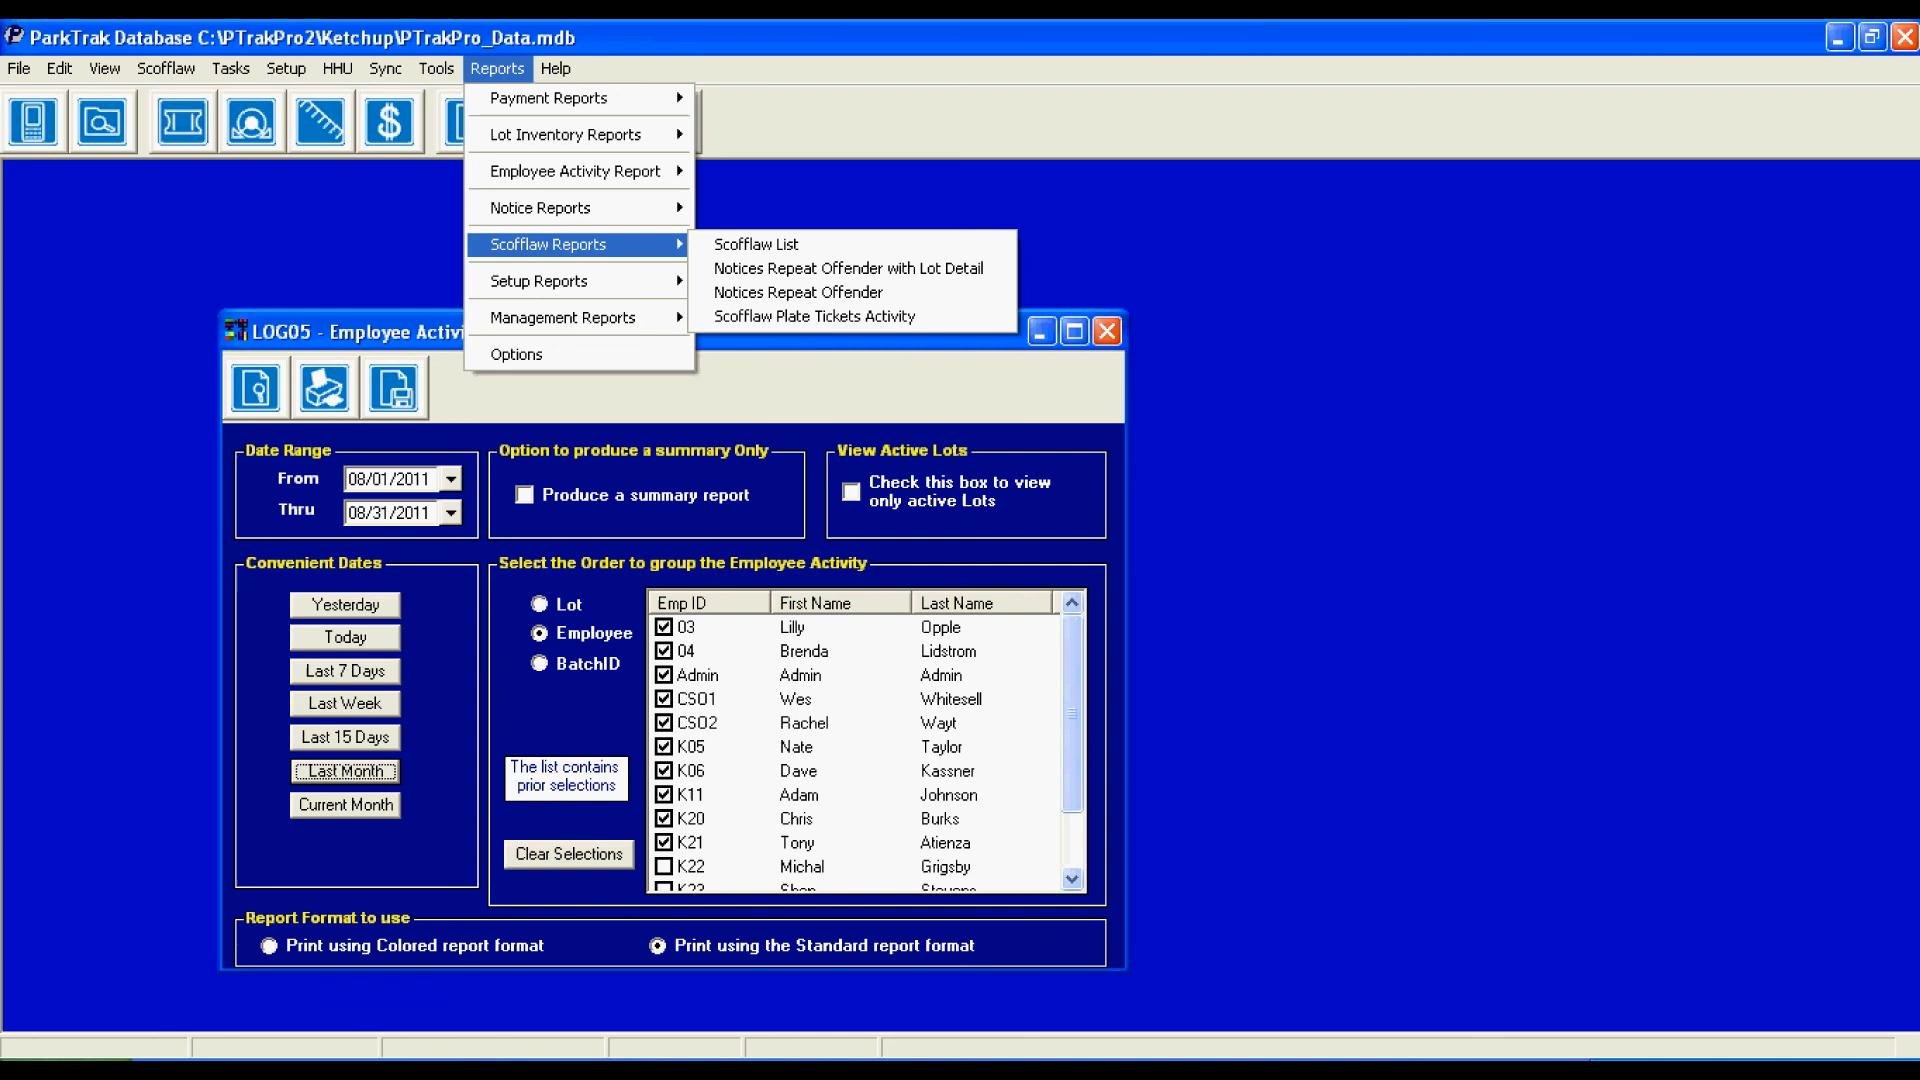 ParkTrak Database C:\PTrakPro2\Ketchup\PTrakPro_Data.mdb
File Edit View Scofflaw Tasks Setup HHU Sync Tools Reports Help
Payment Reports
Lot Inventory Reports
Employee Activity Report
Notice Reports
Scofflaw Reports
Setup Reports
Management Reports
Options
Scofflaw List
Notices Repeat Offender with Lot Detail
Notices Repeat Offender
Scofflaw Plate Tickets Activity
LOG05 - Employee
Date Range
From 08/01/2011
Thru 08/31/2011
Option to produce a summary Only
Produce a summary report
View Active Lots
Check this box to view
only active Lots
Convenient Dates
Yesterday
Today
Last 7 Days
Last Week
Last 15 Days
Last Month
Current Month
Select the Order to group the Employee Activity
Lot
Employee
BatchID
The list contains
prior selections
Clear Selections
Emp ID First Name Last Name
03 Lilly Opple
04 Brenda Lidstrom
Admin Admin Admin
CSO1 Wes Whitesell
CSO2 Rachel Wayt
K05 Nate Taylor
K06 Dave Kassner
K11 Adam Johnson
K20 Chris Burks
K21 Tony Atienza
K22 Michal Grigsby
Report Format to use
Print using Colored report format
Print using the Standard report format